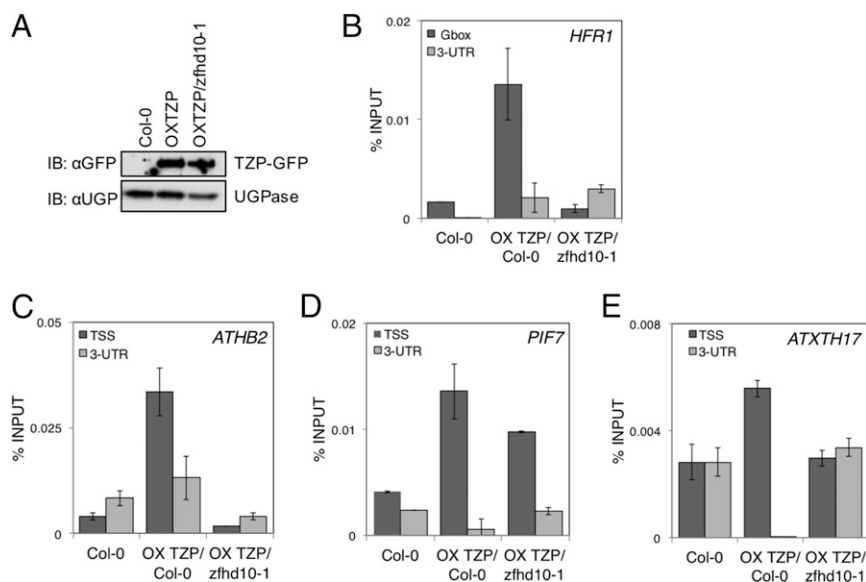 A
Col-0
OXTZP
OXTZP/zfhd10-1
IB: αGFP
TZP-GFP
IB: αUGP
UGPase
B
0.02
0.01
0
% INPUT
Gbox
3-UTR
HFR1
Col-0
OX TZP/
Col-0
OX TZP/
zfhd10-1
C
0.05
0.025
0
% INPUT
TSS
3-UTR
ATHB2
Col-0
OX TZP/
Col-0
OX TZP/
zfhd10-1
D
0.02
0.01
0
% INPUT
TSS
3-UTR
PIF7
Col-0
OX TZP/
Col-0
OX TZP/
zfhd10-1
E
0.008
0.004
0
% INPUT
TSS
3-UTR
ATXTH17
Col-0
OX TZP/
Col-0
OX TZP/
zfhd10-1